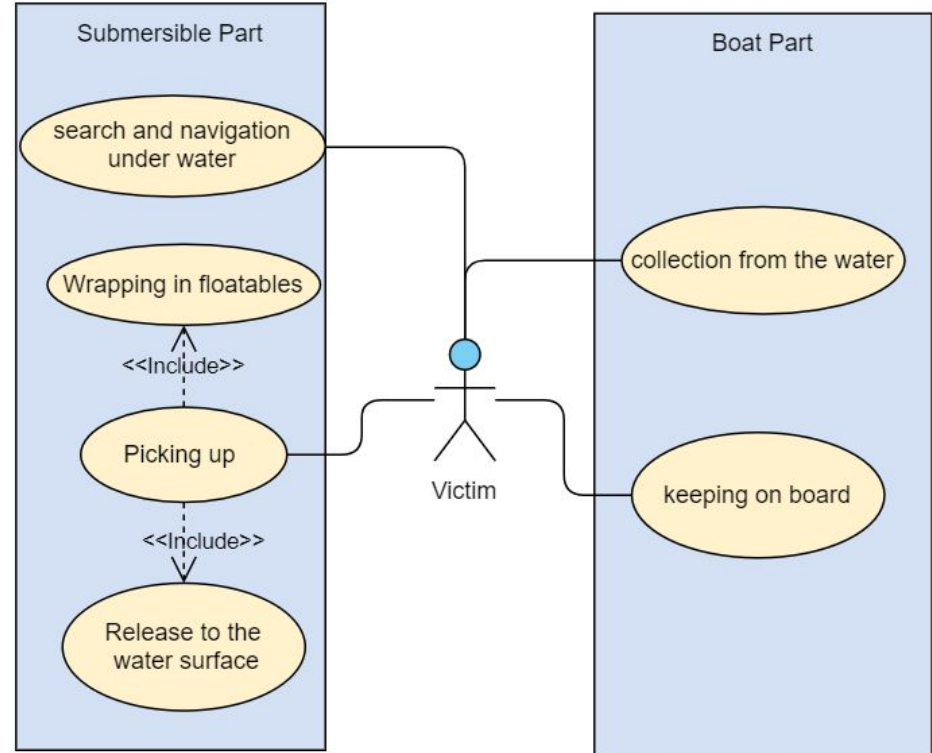 Submersible Part
search and navigation
under water
Wrapping in floatables
<<Include>>
Picking up
<<Include>>
Release to the
water surface
Victim
Boat Part
collection from the water
keeping on board